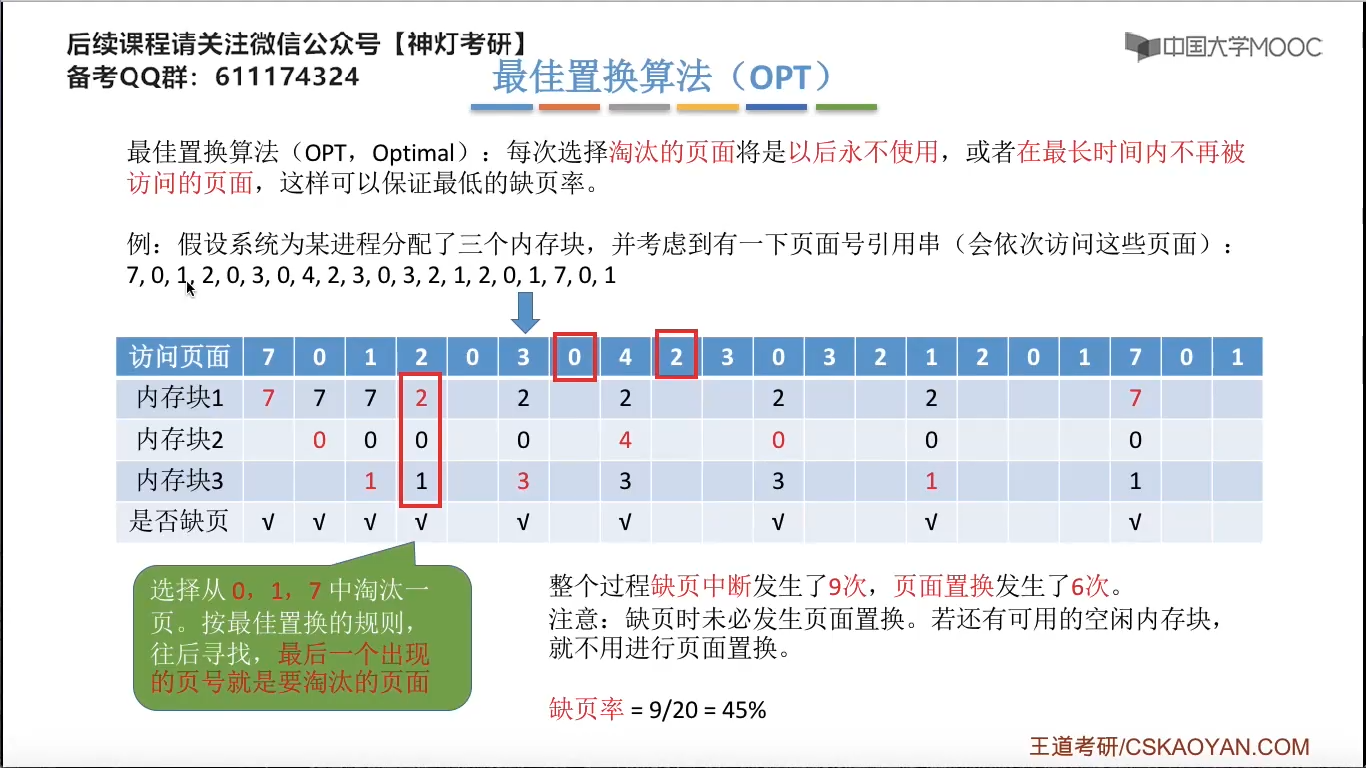 后续课程请关注微信公众号【神灯考研】
备考QQ群：611174324
中国大学MOOC
最佳置换算法（OPT）
最佳置换算法（OPT，Optimal）：每次选择淘汰的页面将是以后永不使用，或者在最长时间内不再被
访问的页面，这样可以保证最低的缺页率。
例：假设系统为某进程分配了三个内存块，并考虑到有一下页面号引用串（会依次访问这些页面）：
7, 0, 1, 2, 0, 3, 0, 4, 2, 3, 0, 3, 2, 1, 2, 0, 1, 7, 0, 1
访问页面 7 0 1 2 0 3 0 4 2 3 0 3 2 1 2 0 1 7 0 1
内存块1 7 7 7 2 2 2 2 2 7
内存块2 0 0 0 0 4 0 0 0
内存块3 1 1 3 3 3 1 1
是否缺页 √ √ √ √ √ √ √ √ √
选择从 0，1，7 中淘汰一
页。按最佳置换的规则，
往后寻找，最后一个出现
的页号就是要淘汰的页面
整个过程缺页中断发生了9次，页面置换发生了6次。
注意：缺页时未必发生页面置换。若还有可用的空闲内存块，
就不用进行页面置换。
缺页率 = 9/20 = 45%
王道考研/CSKAOYAN.COM